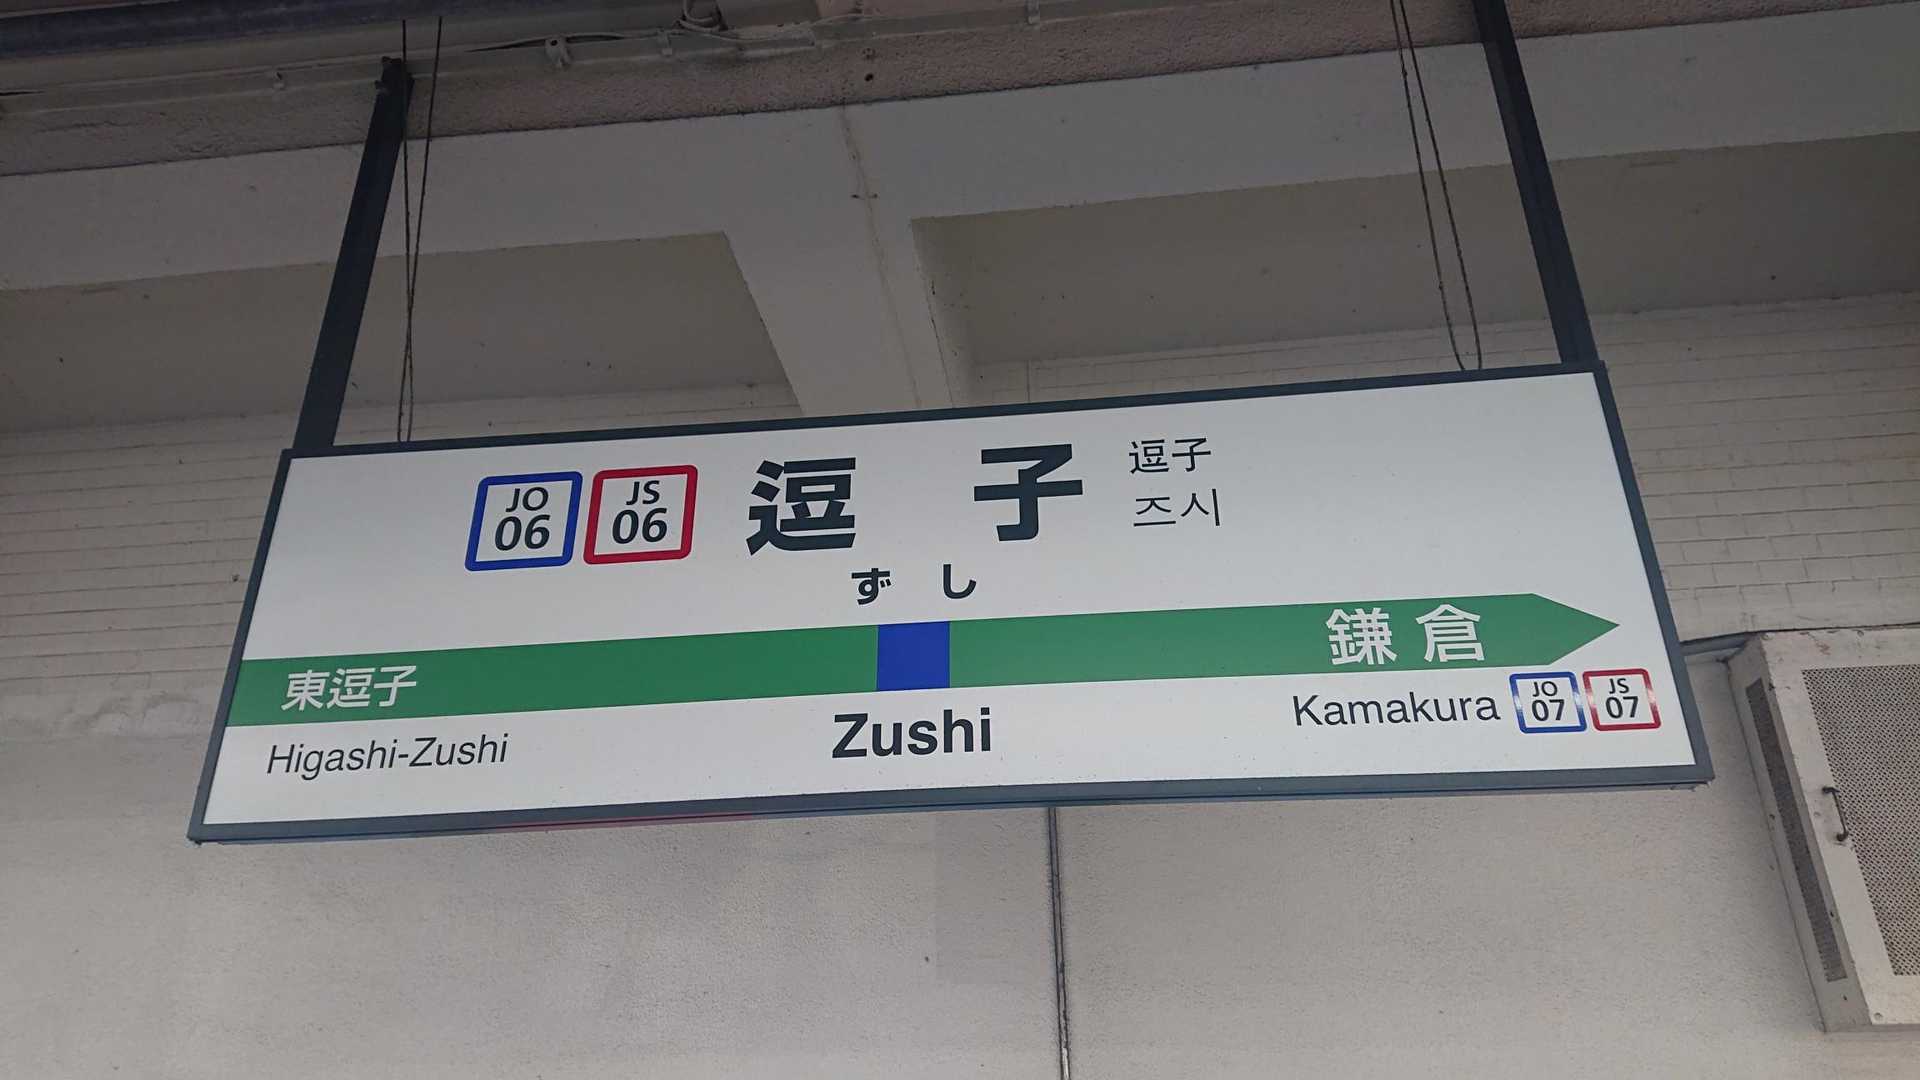 JO
06
JS
06
逗子
逗子
즈시
ずし
東逗子
鎌倉
Higashi-Zushi
Zushi
Kamakura
JO
07
JS
07